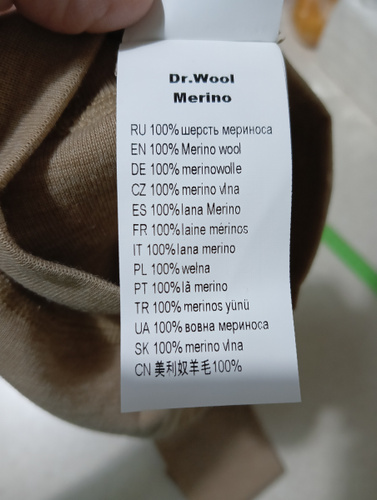 Dr.Wool
Merino
RU 100% шерсть мериноса
EN 100% Merino wool
DE 100% merinowolle
CZ 100% merino vlna
ES 100% lana Merino
FR 100% laine mérinos
IT 100% lana merino
PL 100% wełna
PT 100% lã merino
TR 100% merinos yünü
UA 100% вовна мериноса
SK 100% merino vlna
CN 美利奴羊毛100%